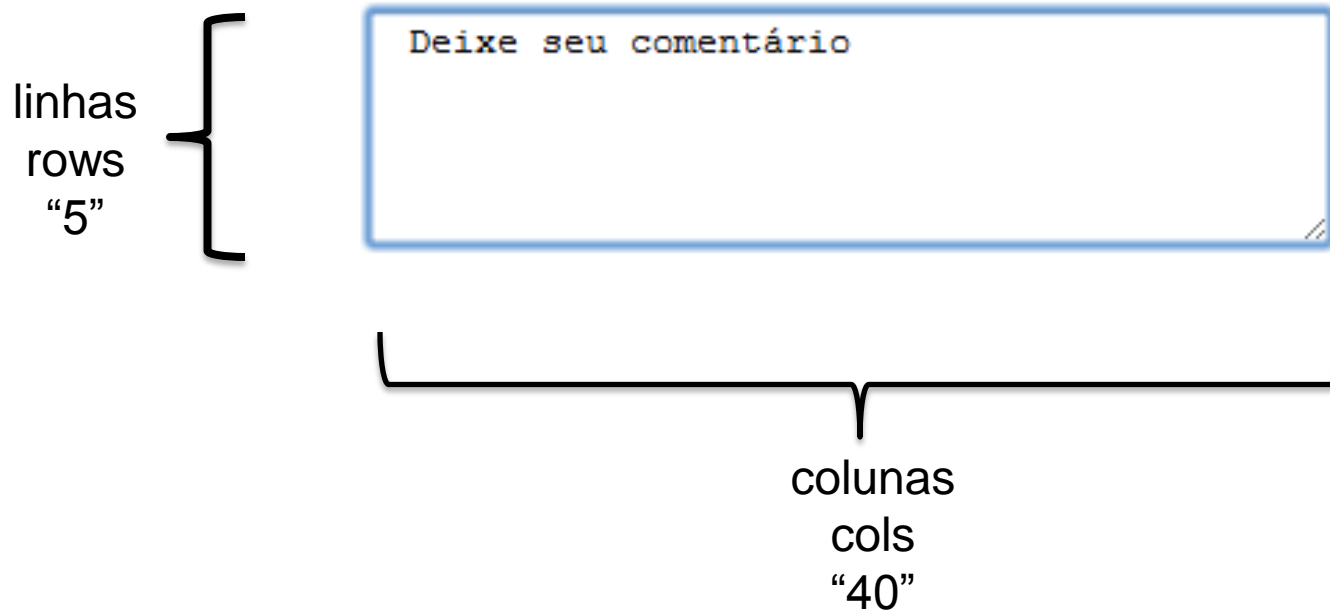 Deixe seu comentário
linhas
rows
“5”
colunas
cols
“40”